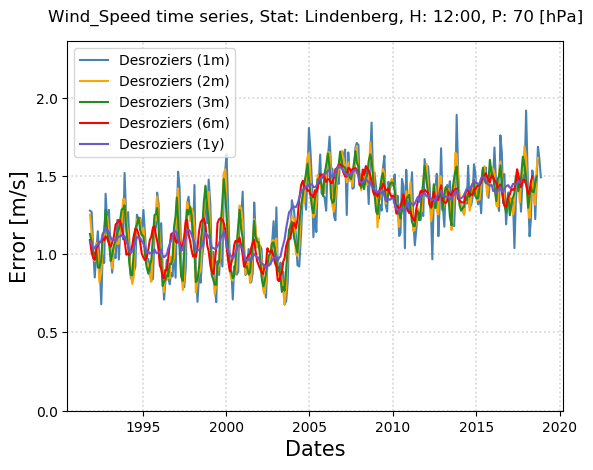 Wind_Speed time series, Stat: Lindenberg, H: 12:00, P: 70 [hPa]
Desroziers (1m)
Desroziers (2m)
Desroziers (3m)
Desroziers (6m)
Desroziers (1y)
Error [m/s]
2.0
1.5
1.0
0.5
0.0
1995 2000 2005 2010 2015 2020
Dates